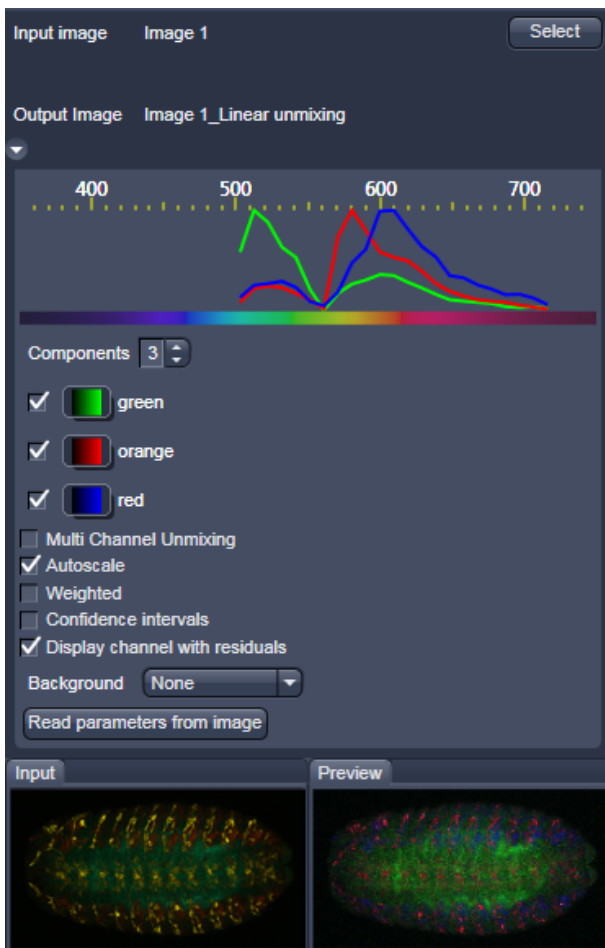 Input image Image 1 Select
Output Image Image 1_Linear unmixing
400 500 600 700
Components 3
green
orange
red
Multi Channel Unmixing
Autoscale
Weighted
Confidence intervals
Display channel with residuals
Background None
Read parameters from image
Input Preview